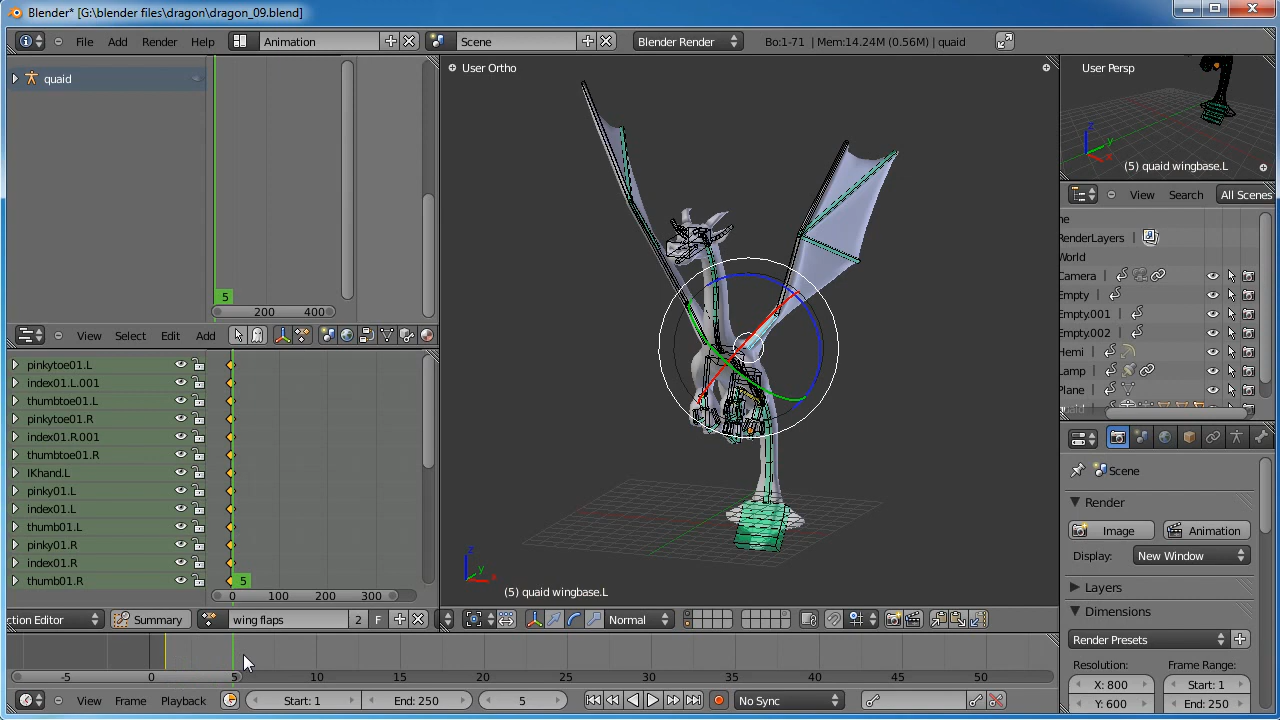 Blender* [G:\blender files\dragon\dragon_09.blend]
File Add Render Help Animation Scene Blender Render Bo:1-71 | Mem:14.24M (0.56M) | quaid
quaid
5
200 400
View Select Edit Add
pinkytoe01.L
index01.L.001
thumbtoe01.L
pinkytoe01.R
index01.R.001
thumbtoe01.R
IKhand.L
pinky01.L
index01.L
thumb01.L
pinky01.R
index01.R
thumb01.R
5
0 100 200 300
ction Editor Summary wing flaps 2 F
User Ortho
z
y
x
(5) quaid wingbase.L
Normal
User Persp
z
y
x
(5) quaid wingbase.L
View Search All Scenes
ne
RenderLayers |
World
Camera |
Empty |
Empty.001 |
Empty.002 |
Hemi |
Lamp |
Plane |
quaid
Scene
Render
Image Animation
Display: New Window
Layers
Dimensions
Render Presets
Resolution: Frame Range:
X: 800 Start: 1
Y: 600 End: 250
-5 0 5 10 15 20 25 30 35 40 45 50
View Frame Playback Start: 1 End: 250 5 No Sync